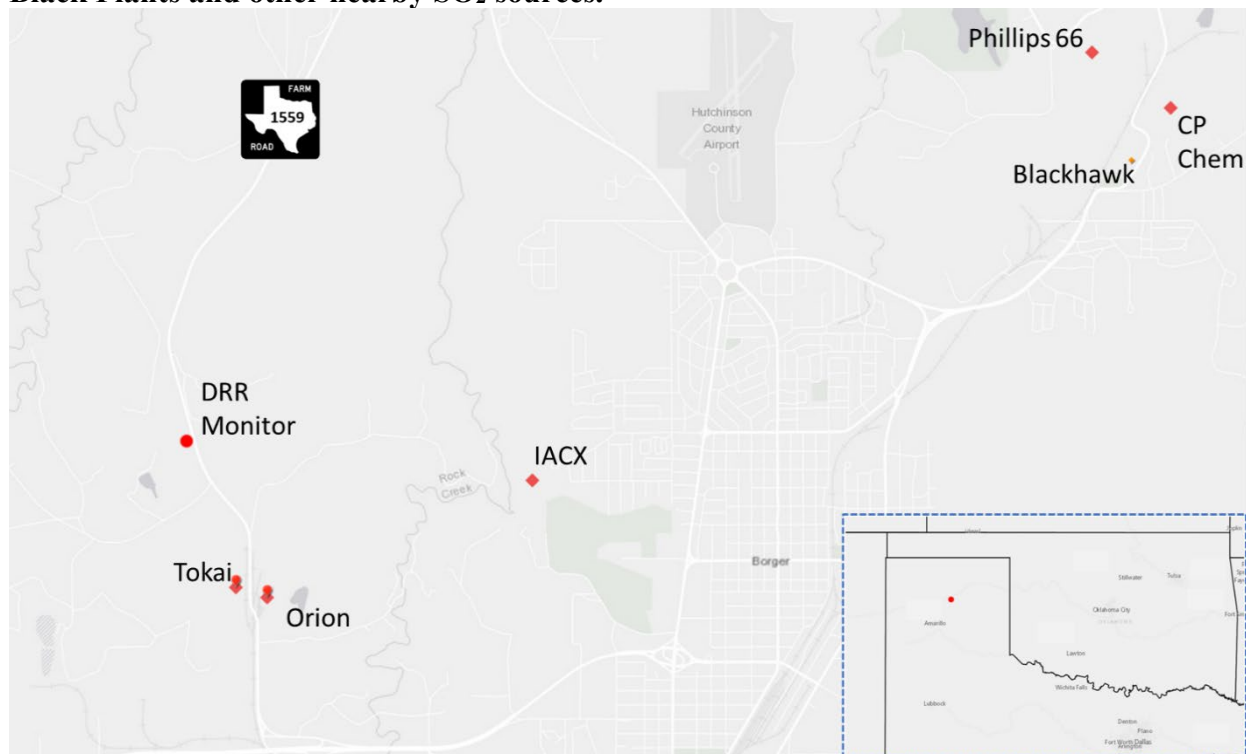 Black Plants and other nearby SO₂ sources.
Phillips 66
FARM
1559
ROAD
Hutchinson
County
Airport
CP
Chem
Blackhawk
DRR
Monitor
IACX
Rock
Creek
Tokai
Orion
Borger
Stillwater
Tulsa
Oklahoma City
Amarillo
Lawton
Wichita Falls
Lubbock
Denton
Plano
Fort Worth Dallas
Arlington